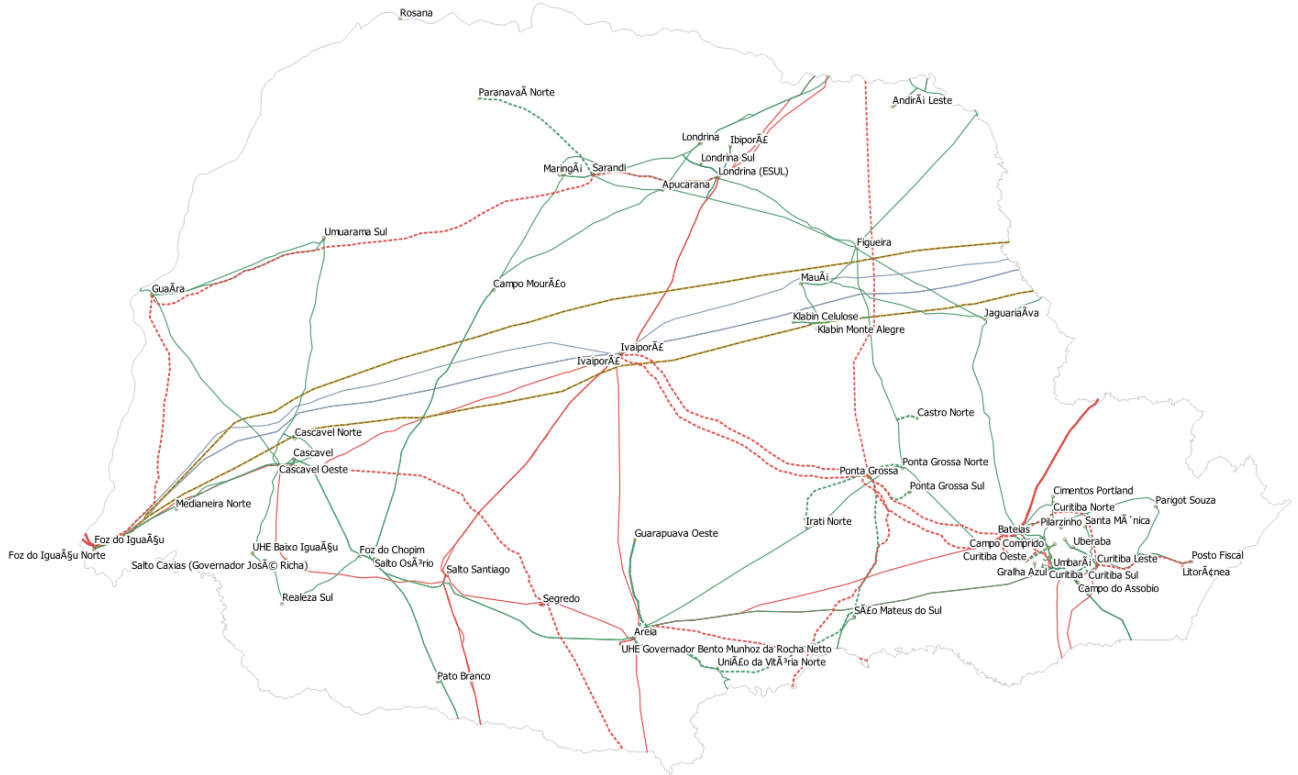 Rosana
ParanavaÃ­ Norte
AndirÃ¡ Leste
Londrina
IbiporÃ£
Londrina Sul
MaringÃ¡
Sarandi
Londrina (ESUL)
Apucarana
Umuarama Sul
Figueira
GuaÃ­ra
Campo MourÃ£o
MauÃ¡
Klabin Celulose
Klabin Monte Alegre
JaguariaÃ­va
IvaiporÃ£
IvaiporÃ£
Castro Norte
Cascavel Norte
Cascavel
Cascavel Oeste
Ponta Grossa Norte
Ponta Grossa
Ponta Grossa Sul
Medianeira Norte
Cimentos Portland
Parigot Souza
Curitiba Norte
Irati Norte
Pilarzinho
Santa MÃ´nica
Bateias
Guarapuava Oeste
Foz do IguaÃ§u
Campo Comprido
Uberaba
Foz do IguaÃ§u Norte
UHE Baixo IguaÃ§u
Foz do Chopim
Curitiba Oeste
Curitiba Leste
Posto Fiscal
Salto Caxias (Governador JosÃ© Richa)
Salto OsÃ³rio
UmbarÃ¡
Salto Santiago
Gralha Azul
Curitiba
Curitiba Sul
LitorÃ¢nea
Campo do Assobio
Realeza Sul
Segredo
SÃ£o Mateus do Sul
Areia
UHE Governador Bento Munhoz da Rocha Netto
UniÃ£o da VitÃ³ria Norte
Pato Branco